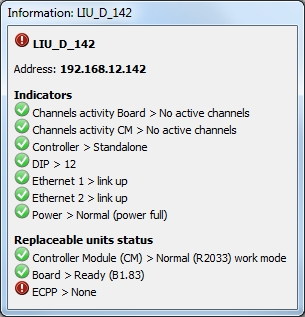 Information: LIU_D_142
LIU_D_142
Address: 192.168.12.142
Indicators
Channels activity Board > No active channels
Channels activity CM > No active channels
Controller > Standalone
DIP > 12
Ethernet 1 > link up
Ethernet 2 > link up
Power > Normal (power full)
Replaceable units status
Controller Module (CM) > Normal (R2033) work mode
Board > Ready (B1.83)
ECPP > None